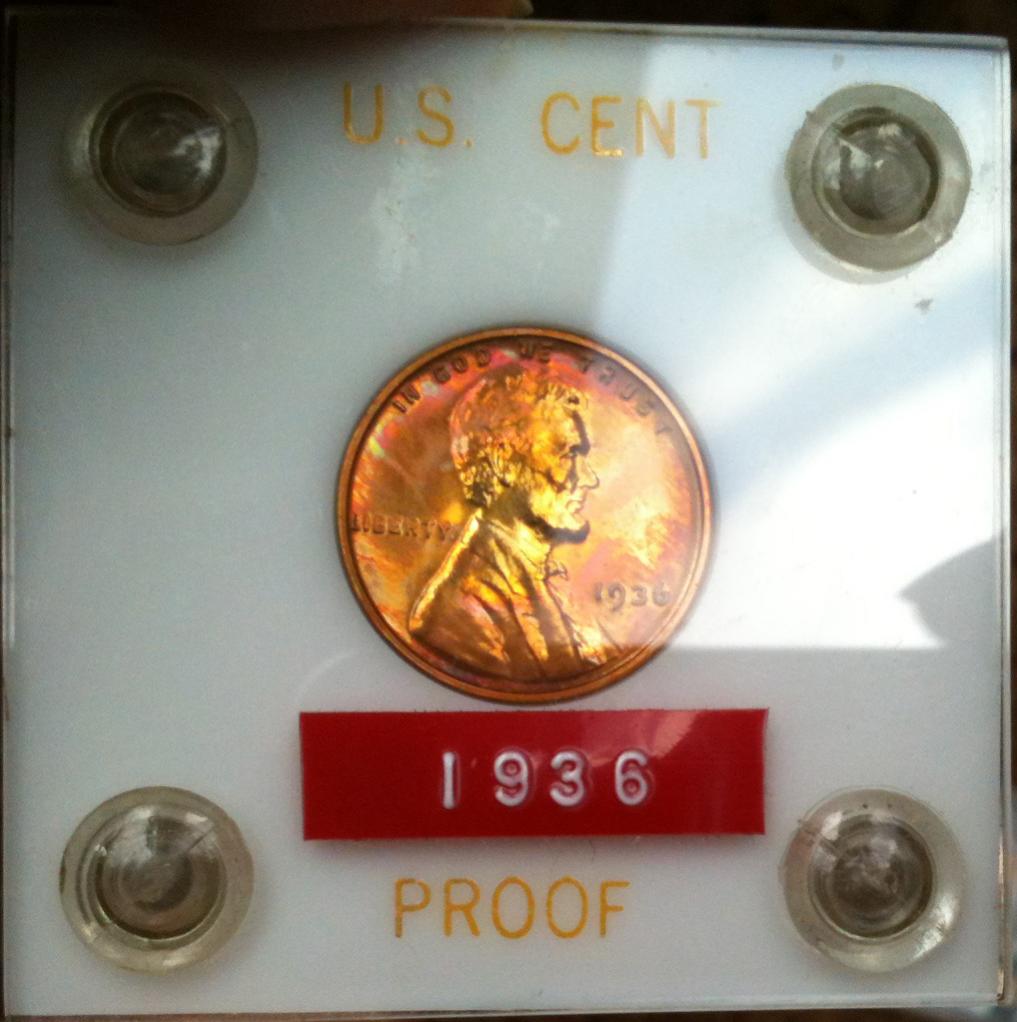 U.S. CENT
IN GOD WE TRUST
LIBERTY
1936
1936
PROOF